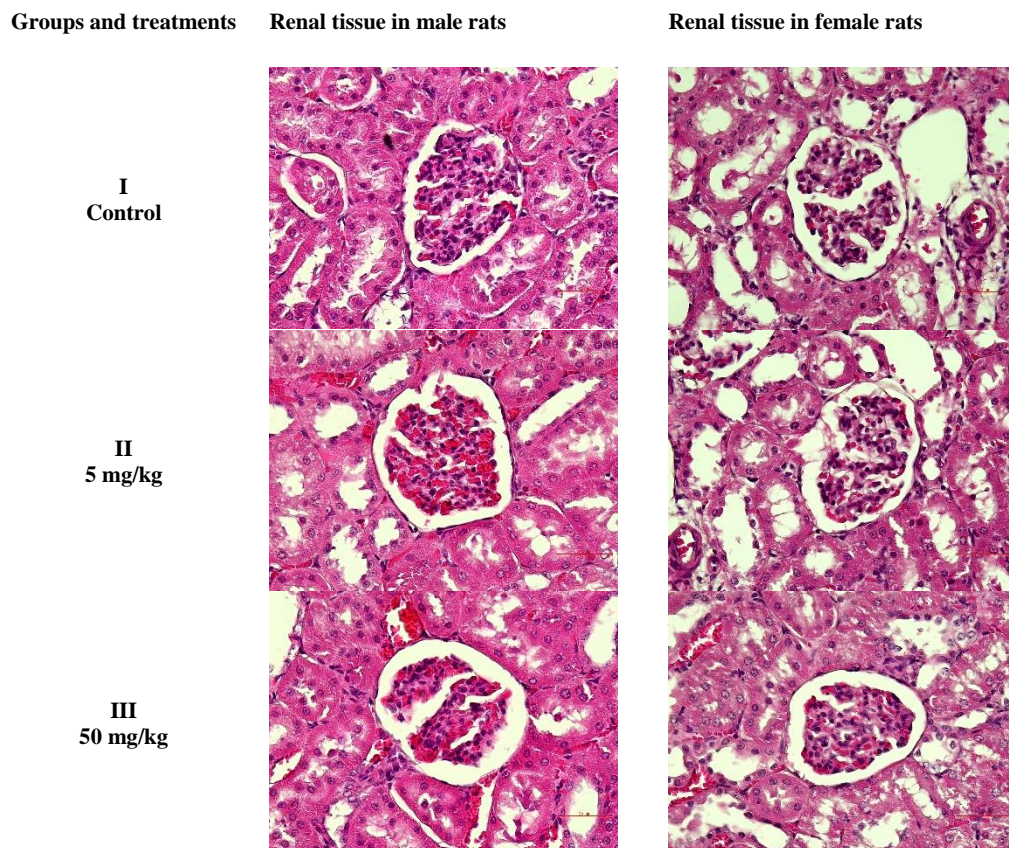 Groups and treatments Renal tissue in male rats Renal tissue in female rats
I
Control
II
5 mg/kg
III
50 mg/kg